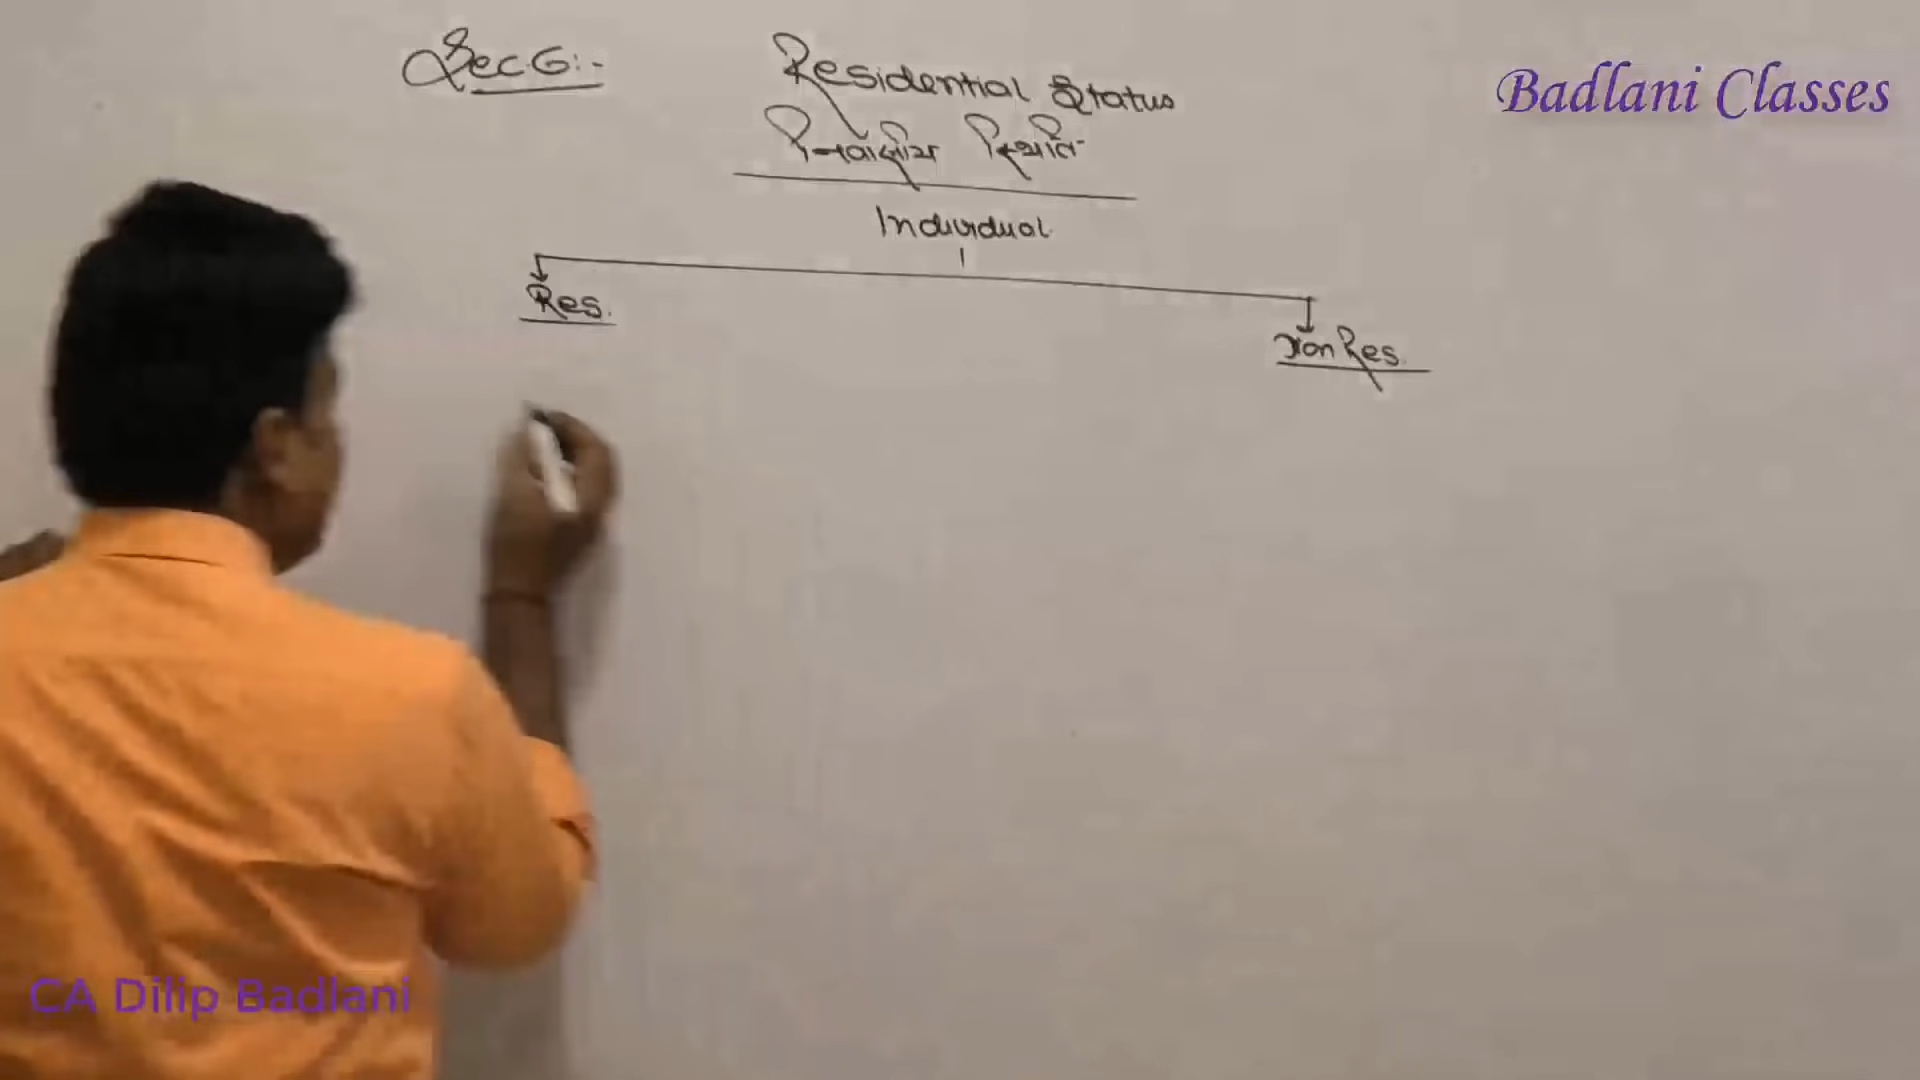 Sec. 6:-
Residential Status
निवासीय स्थिति
Badlani Classes
Individual
Res.
Non Res.
CA Dilip Badlani